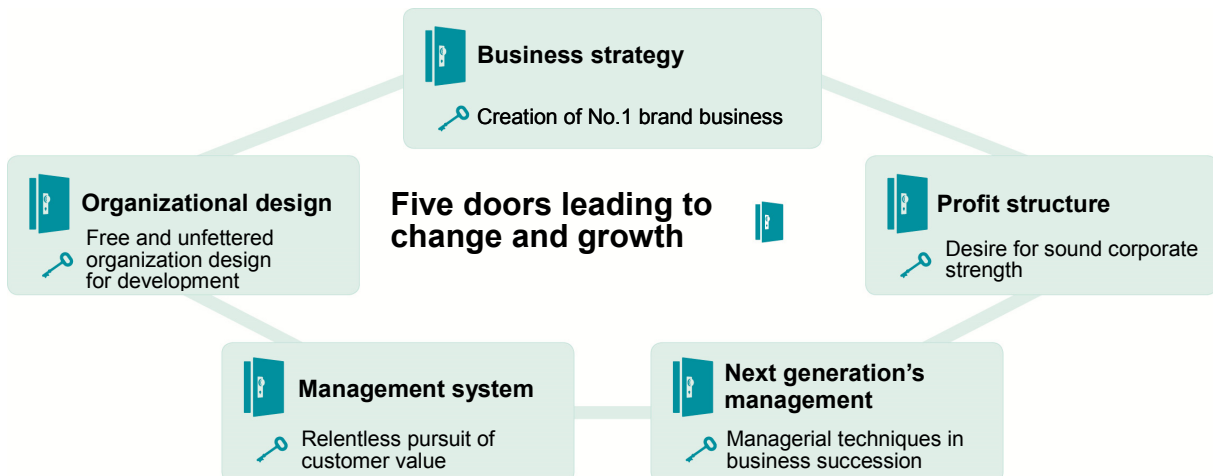 Business strategy
Creation of No.1 brand business
Organizational design
Free and unfettered
organization design
for development
Five doors leading to
change and growth
Profit structure
Desire for sound corporate
strength
Management system
Relentless pursuit of
customer value
Next generation’s
management
Managerial techniques in
business succession